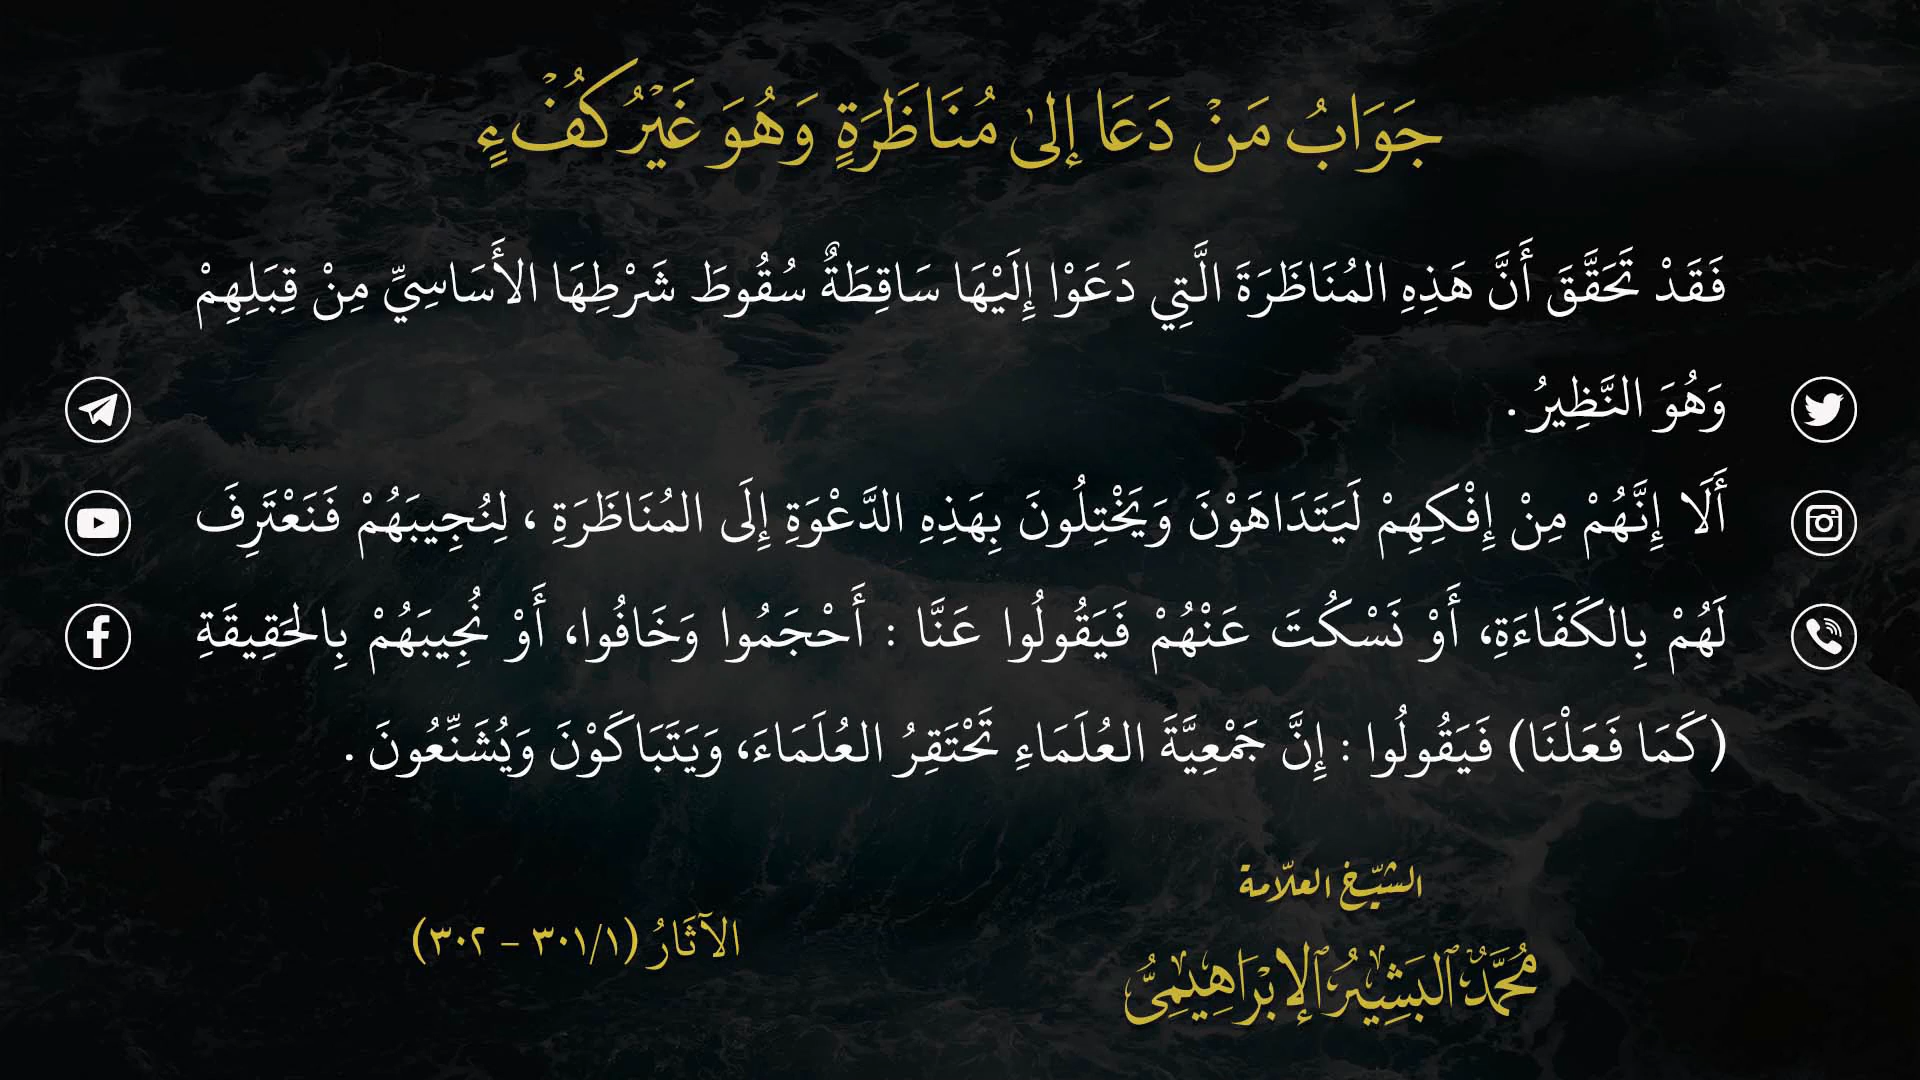 جَوَابُ مَنْ دَعَا إِلىٰ مُنَاظَرَةٍ وَهُوَ غَيْرُ كُفْءٍ
فَقَدْ تَحَقَّقَ أَنَّ هَذِهِ المُنَاظَرَةَ الَّتِي دَعَوْا إِلَيْهَا سَاقِطَةٌ سُقُوطَ شَرْطِهَا الأَسَاسِيِّ مِنْ قِبَلِهِمْ
وَهُوَ النَّظِيرُ .
أَلَا إِنَّهُمْ مِنْ إِفْكِهِمْ لَيَتَدَاهَوْنَ وَيَخْتِلُونَ بِهَذِهِ الدَّعْوَةِ إِلَى المُنَاظَرَةِ ، لِنُجِيبَهُمْ فَنَعْتَرِفَ
لَهُمْ بِالكَفَاءَةِ، أَوْ نَسْكُتَ عَنْهُمْ فَيَقُولُوا عَنَّا : أَحْجَمُوا وَخَافُوا، أَوْ نُجِيبَهُمْ بِالحَقِيقَةِ
(كَمَا فَعَلْنَا) فَيَقُولُوا : إِنَّ جَمْعِيَّةَ العُلَمَاءِ تَحْتَقِرُ العُلَمَاءَ، وَيَتَبَاكَوْنَ وَيُشَنِّعُونَ .
الشّيخ العلّامة
مُحَمَّدٌ البَشِيرُ الإِبْرَاهِيمِيُّ
الآثَارُ (٣٠١/١ – ٣٠٢)